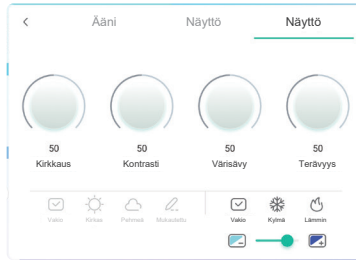 Ääni Näyttö Näyttö
50 50 50 50
Kirkkaus Kontrasti Värisävy Terävyys
Vakio Kirkas Pehmeä Mukautettu Vakio Kylmä Lämmin